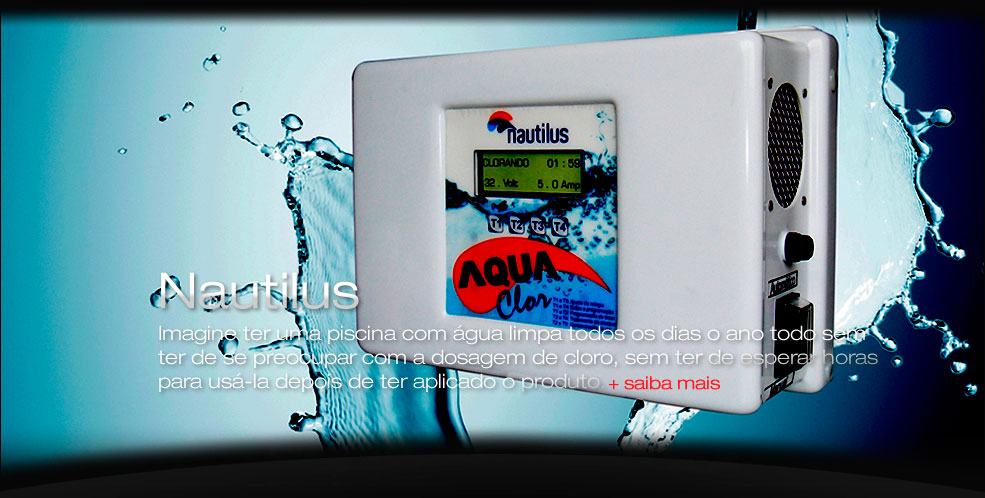 nautilus
CLORANDO 01:59
32. Volt 5.0 Amp
T1 T2 T3 T4
AQUA
Clor
Nautilus
Imagine ter uma piscina com água limpa todos os dias o ano todo sem
ter de se preocupar com a dosagem de cloro, sem ter de esperar horas
para usá-la depois de ter aplicado o produto. + saiba mais